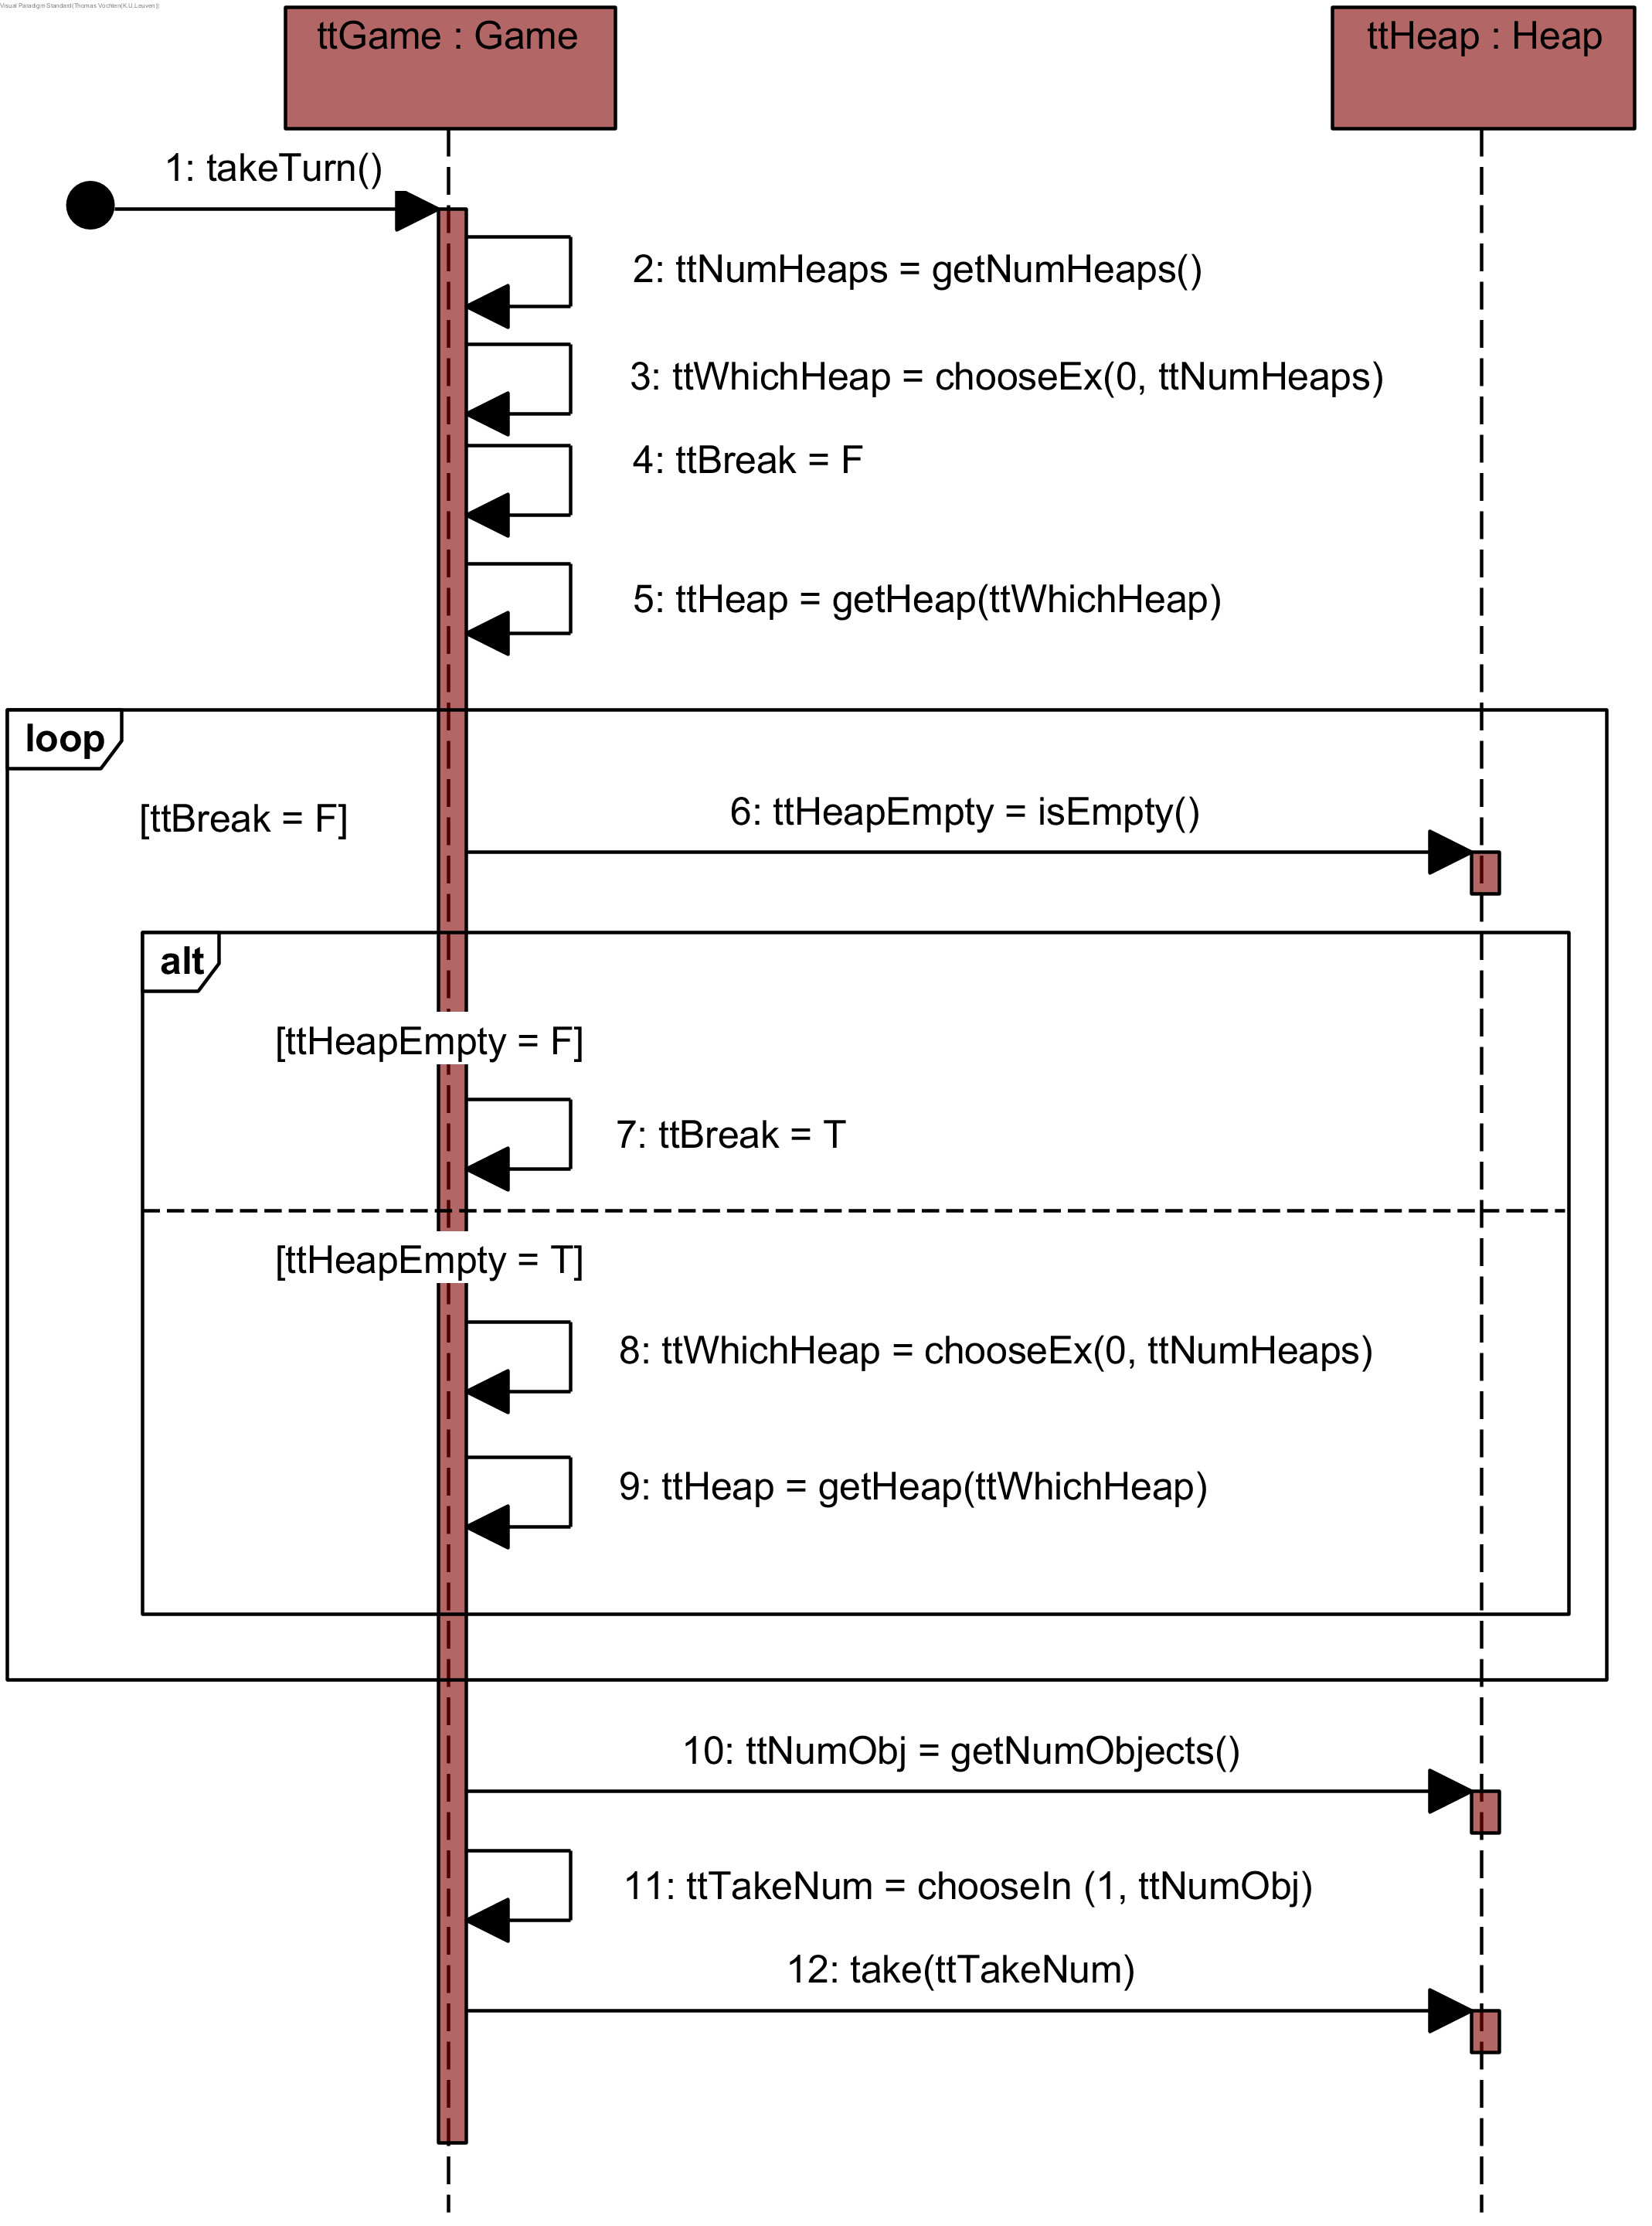 Visual Paradigm Standard(Thomas Vochten(K.U.Leuven))
ttGame : Game
ttHeap : Heap
1: takeTurn()
2: ttNumHeaps = getNumHeaps()
3: ttWhichHeap = chooseEx(0, ttNumHeaps)
4: ttBreak = F
5: ttHeap = getHeap(ttWhichHeap)
loop
[ttBreak = F]
6: ttHeapEmpty = isEmpty()
alt
[ttHeapEmpty = F]
7: ttBreak = T
[ttHeapEmpty = T]
8: ttWhichHeap = chooseEx(0, ttNumHeaps)
9: ttHeap = getHeap(ttWhichHeap)
10: ttNumObj = getNumObjects()
11: ttTakeNum = chooseIn (1, ttNumObj)
12: take(ttTakeNum)